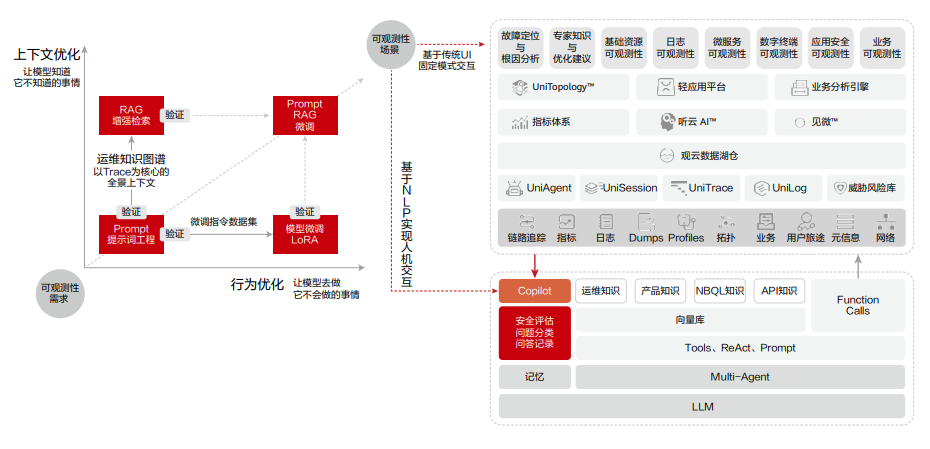 上下文优化
让模型知道
它不知道的事情
RAG
增强检索
验证
Prompt
RAG
微调
运维知识图谱
以Trace为核心的
全景上下文
验证
验证
Prompt
提示词工程
验证
微调指令数据集
模型微调
LoRA
行为优化
让模型去做
它不会做的事情
可观测性
需求
可观测性
场景
基于传统UI
固定模式交互
基于NLP实现人机交互
故障定位
与
根因分析
专家知识
与
优化建议
基础资源
可观测性
日志
可观测性
微服务
可观测性
数字终端
可观测性
应用安全
可观测性
业务
可观测性
UniTopology™
轻应用平台
业务分析引擎
指标体系
听云 AI™
见微™
观云数据湖仓
UniAgent
UniSession
UniTrace
UniLog
威胁风险库
链路追踪
指标
日志
Dumps
Profiles
拓扑
业务
用户旅途
元信息
网络
Copilot
运维知识
产品知识
NBQL知识
API知识
Function
Calls
安全评估
问题分类
问答记录
向量库
Tools、ReAct、Prompt
记忆
Multi-Agent
LLM